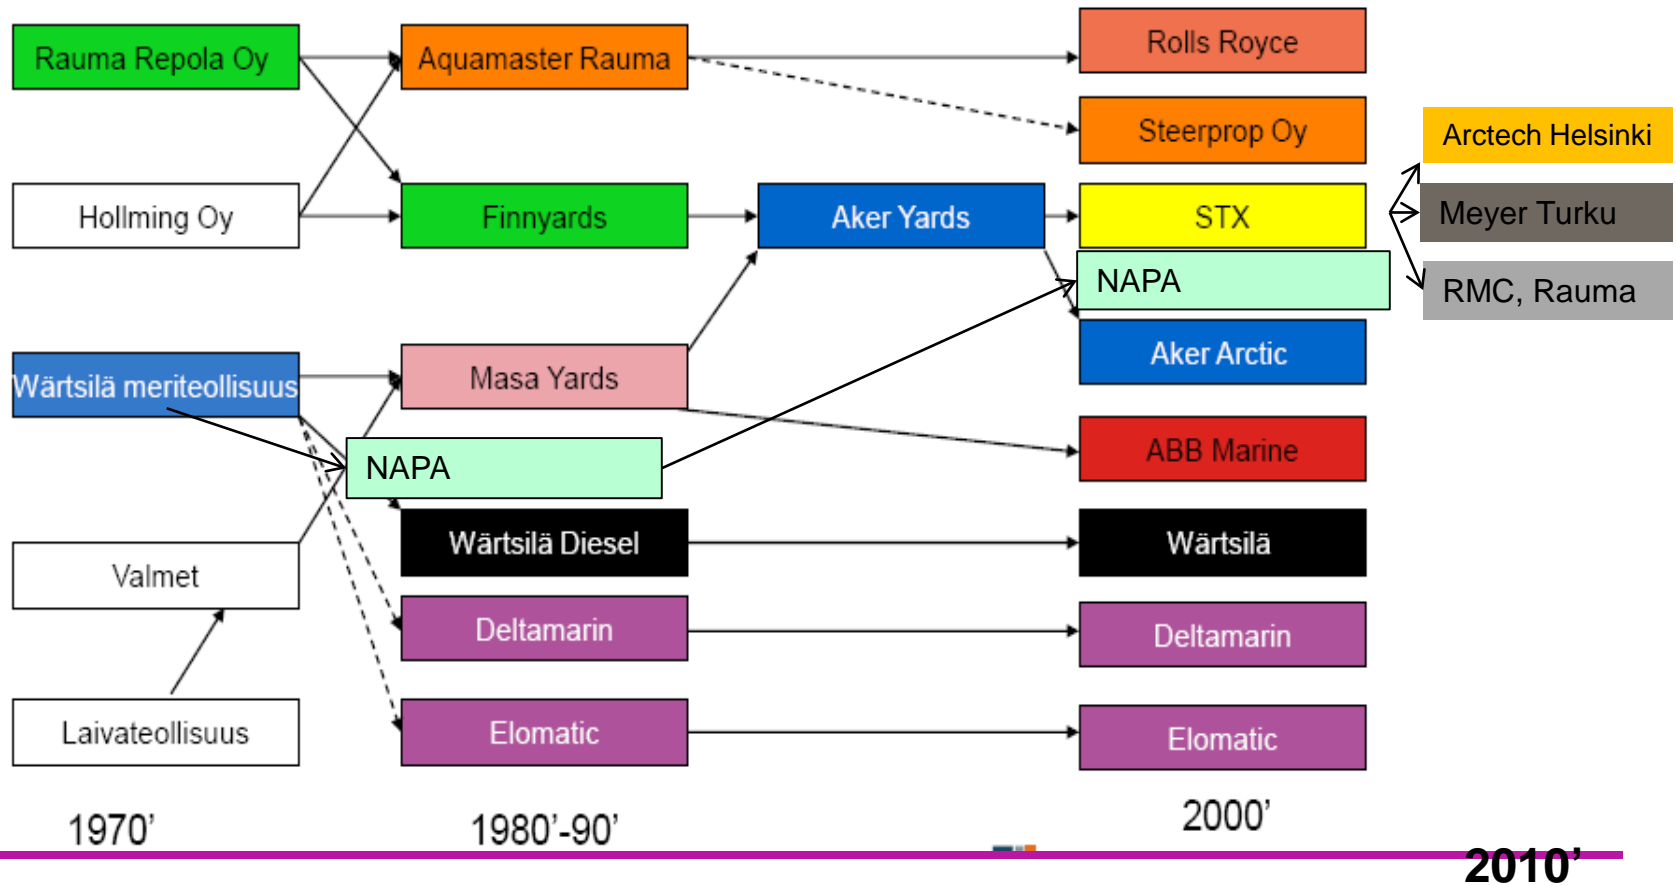 Rauma Repola Oy
Aquamaster Rauma
Rolls Royce
Steerprop Oy
Arctech Helsinki
Hollming Oy
Finnyards
Aker Yards
STX
Meyer Turku
NAPA
RMC, Rauma
Wärtsilä meriteollisuus
Masa Yards
Aker Arctic
NAPA
ABB Marine
Valmet
Wärtsilä Diesel
Wärtsilä
Deltamarin
Deltamarin
Laivateollisuus
Elomatic
Elomatic
1970’
1980’-90’
2000’
2010’